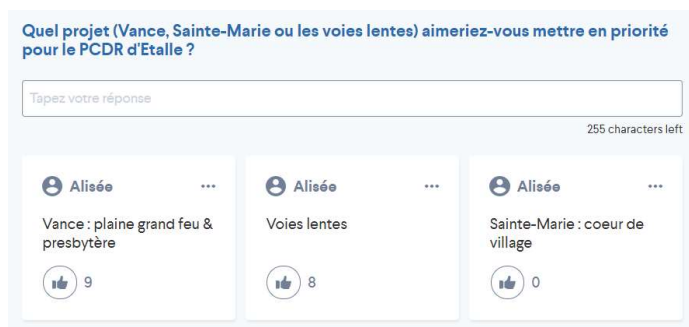 Quel projet (Vance, Sainte-Marie ou les voies lentes) aimeriez-vous mettre en priorité
pour le PCDR d'Etalle ?
Tapez votre réponse
255 characters left
Alisée
Vance : plaine grand feu &
presbytère
9
Alisée
Voies lentes
8
Alisée
Sainte-Marie : coeur de
village
0